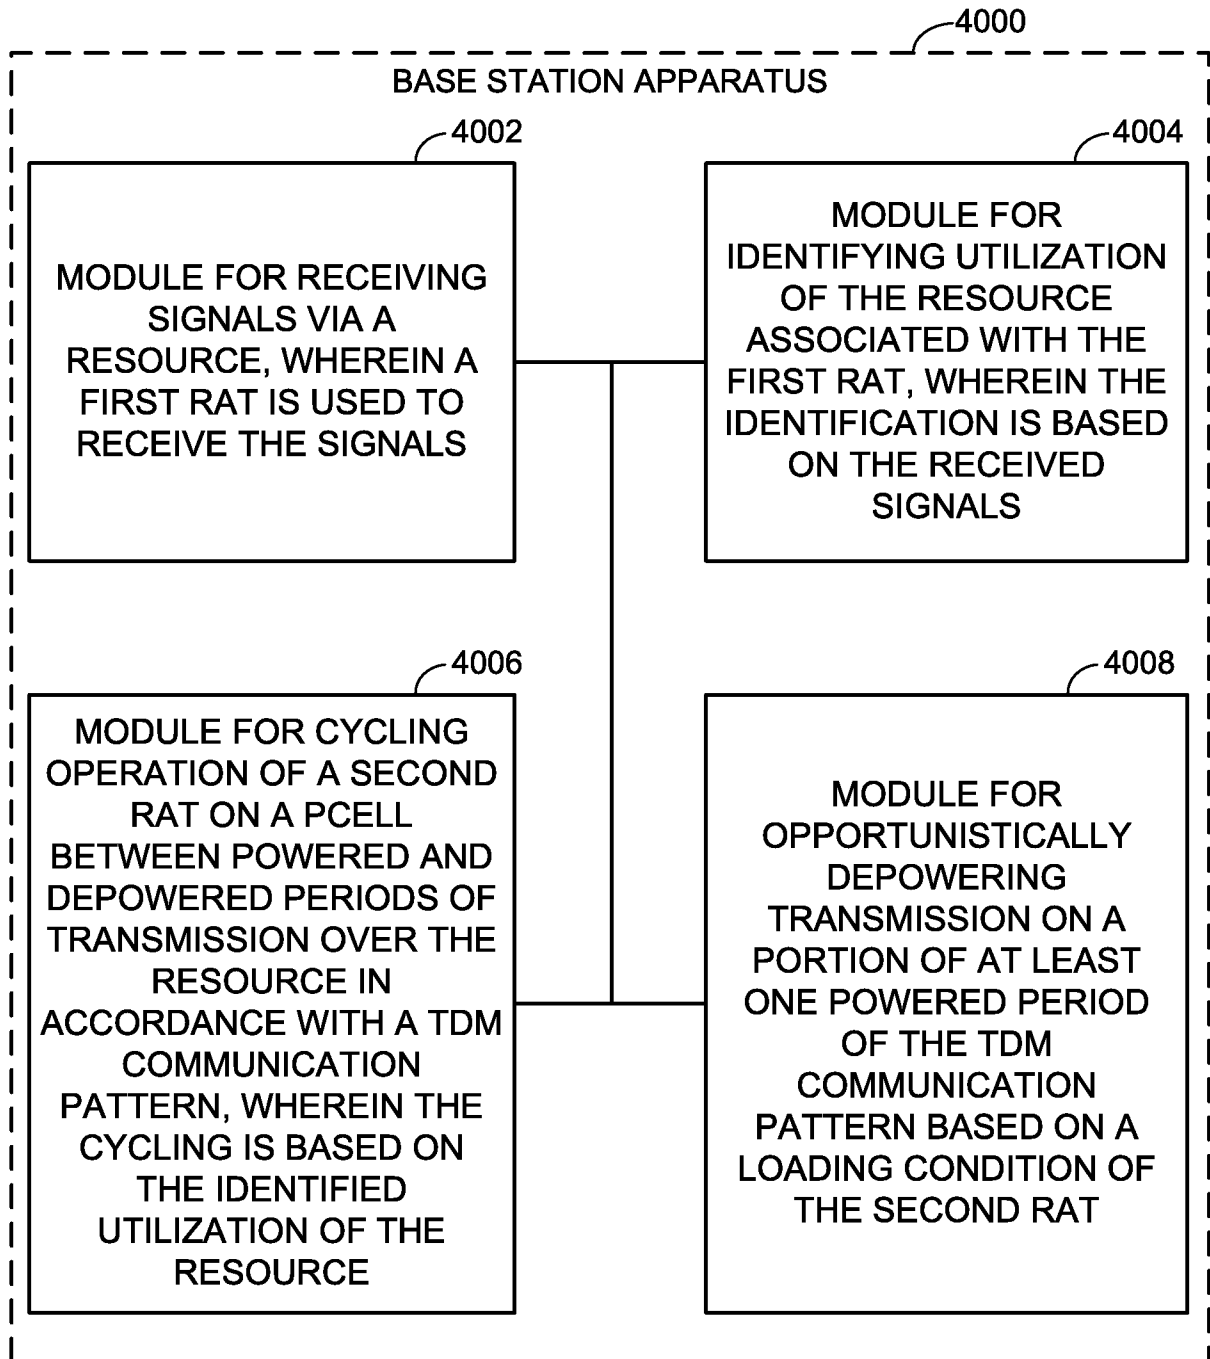 4000
BASE STATION APPARATUS
4002
MODULE FOR RECEIVING
SIGNALS VIA A
RESOURCE, WHEREIN A
FIRST RAT IS USED TO
RECEIVE THE SIGNALS
4004
MODULE FOR
IDENTIFYING UTILIZATION
OF THE RESOURCE
ASSOCIATED WITH THE
FIRST RAT, WHEREIN THE
IDENTIFICATION IS BASED
ON THE RECEIVED
SIGNALS
4006
MODULE FOR CYCLING
OPERATION OF A SECOND
RAT ON A PCELL
BETWEEN POWERED AND
DEPOWERED PERIODS OF
TRANSMISSION OVER THE
RESOURCE IN
ACCORDANCE WITH A TDM
COMMUNICATION
PATTERN, WHEREIN THE
CYCLING IS BASED ON
THE IDENTIFIED
UTILIZATION OF THE
RESOURCE
4008
MODULE FOR
OPPORTUNISTICALLY
DEPOWERING
TRANSMISSION ON A
PORTION OF AT LEAST
ONE POWERED PERIOD
OF THE TDM
COMMUNICATION
PATTERN BASED ON A
LOADING CONDITION OF
THE SECOND RAT